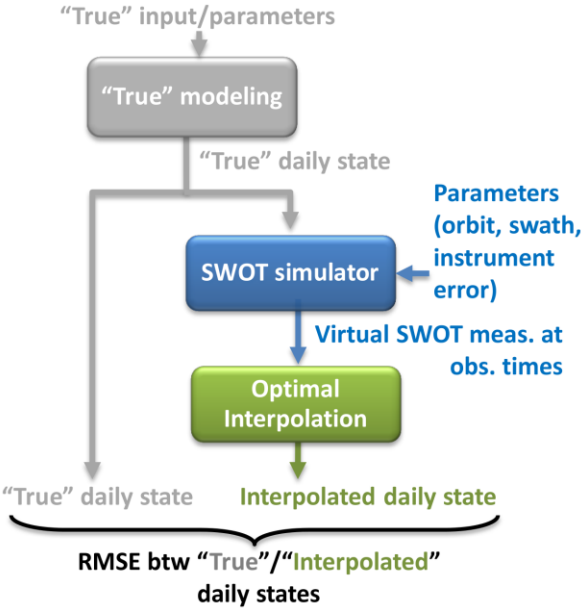 “True” input/parameters
“True” modeling
“True” daily state
Parameters
(orbit, swath,
instrument
error)
SWOT simulator
Virtual SWOT meas. at
obs. times
Optimal
Interpolation
“True” daily state
Interpolated daily state
RMSE btw “True”/“Interpolated”
daily states